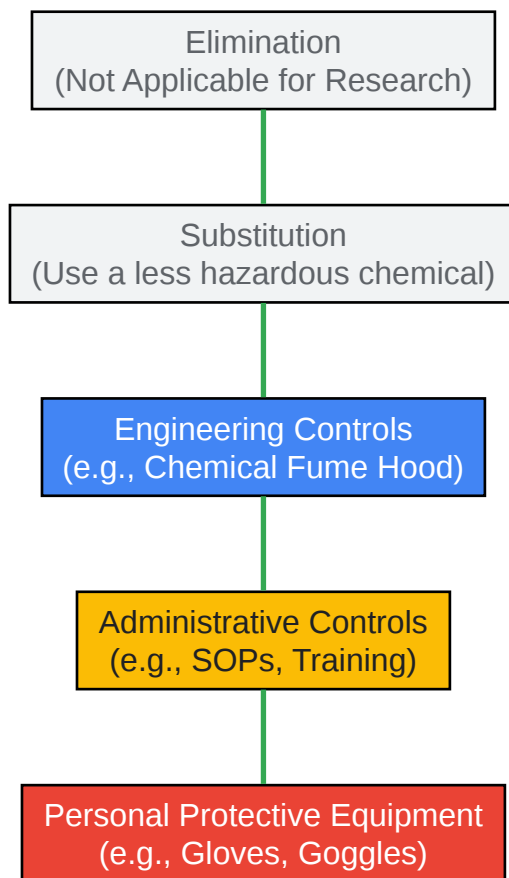 Elimination
(Not Applicable for Research)
Substitution
(Use a less hazardous chemical)
Engineering Controls
(e.g., Chemical Fume Hood)
Administrative Controls
(e.g., SOPs, Training)
Personal Protective Equipment
(e.g., Gloves, Goggles)